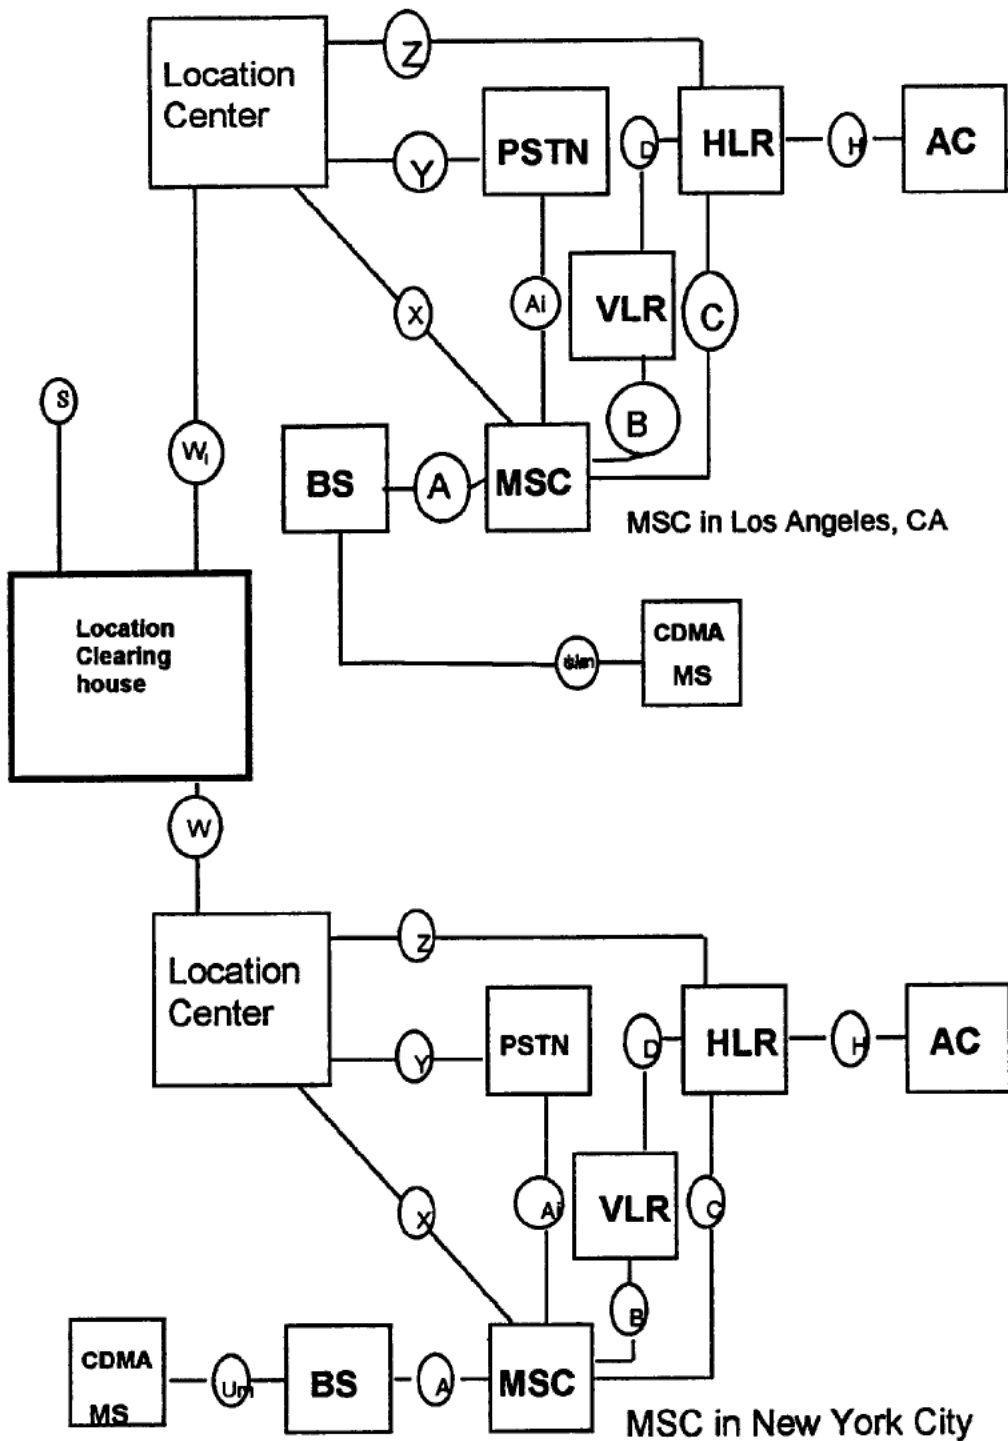 Z
Location
Center
Y
PSTN
D
HLR
H
AC
X
Ai
VLR
C
S
W
B
BS
A
MSC
MSC in Los Angeles, CA
Location
Clearing
house
CDMA
MS
W
Location
Center
Z
Y
PSTN
D
HLR
H
AC
X
Ai
VLR
C
B
CDMA
MS
Um
BS
A
MSC
MSC in New York City